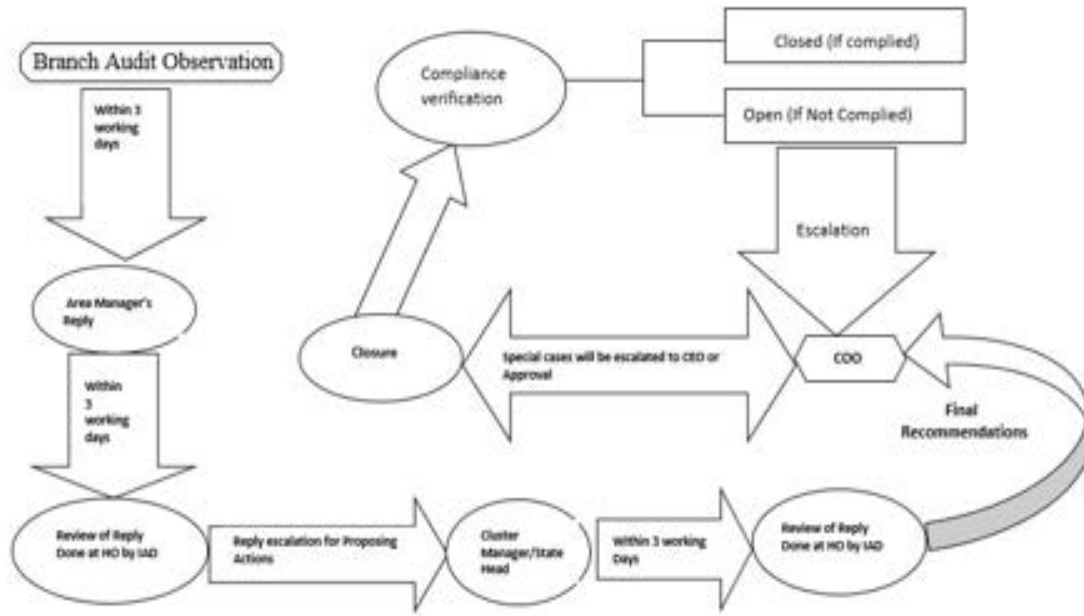 Branch Audit Observation
Within 3
working
days
Area Manager's
Reply
Within
3
working
days
Review of Reply
Done at HO by IAD
Reply escalation for Proposing
Actions
Cluster
Manager/State
Head
Within 3 working
Days
Review of Reply
Done at HO by IAD
Final
Recommendations
COO
Special cases will be escalated to CEO or
Approval
Closure
Compliance
verification
Closed (If complied)
Open (If Not Complied)
Escalation